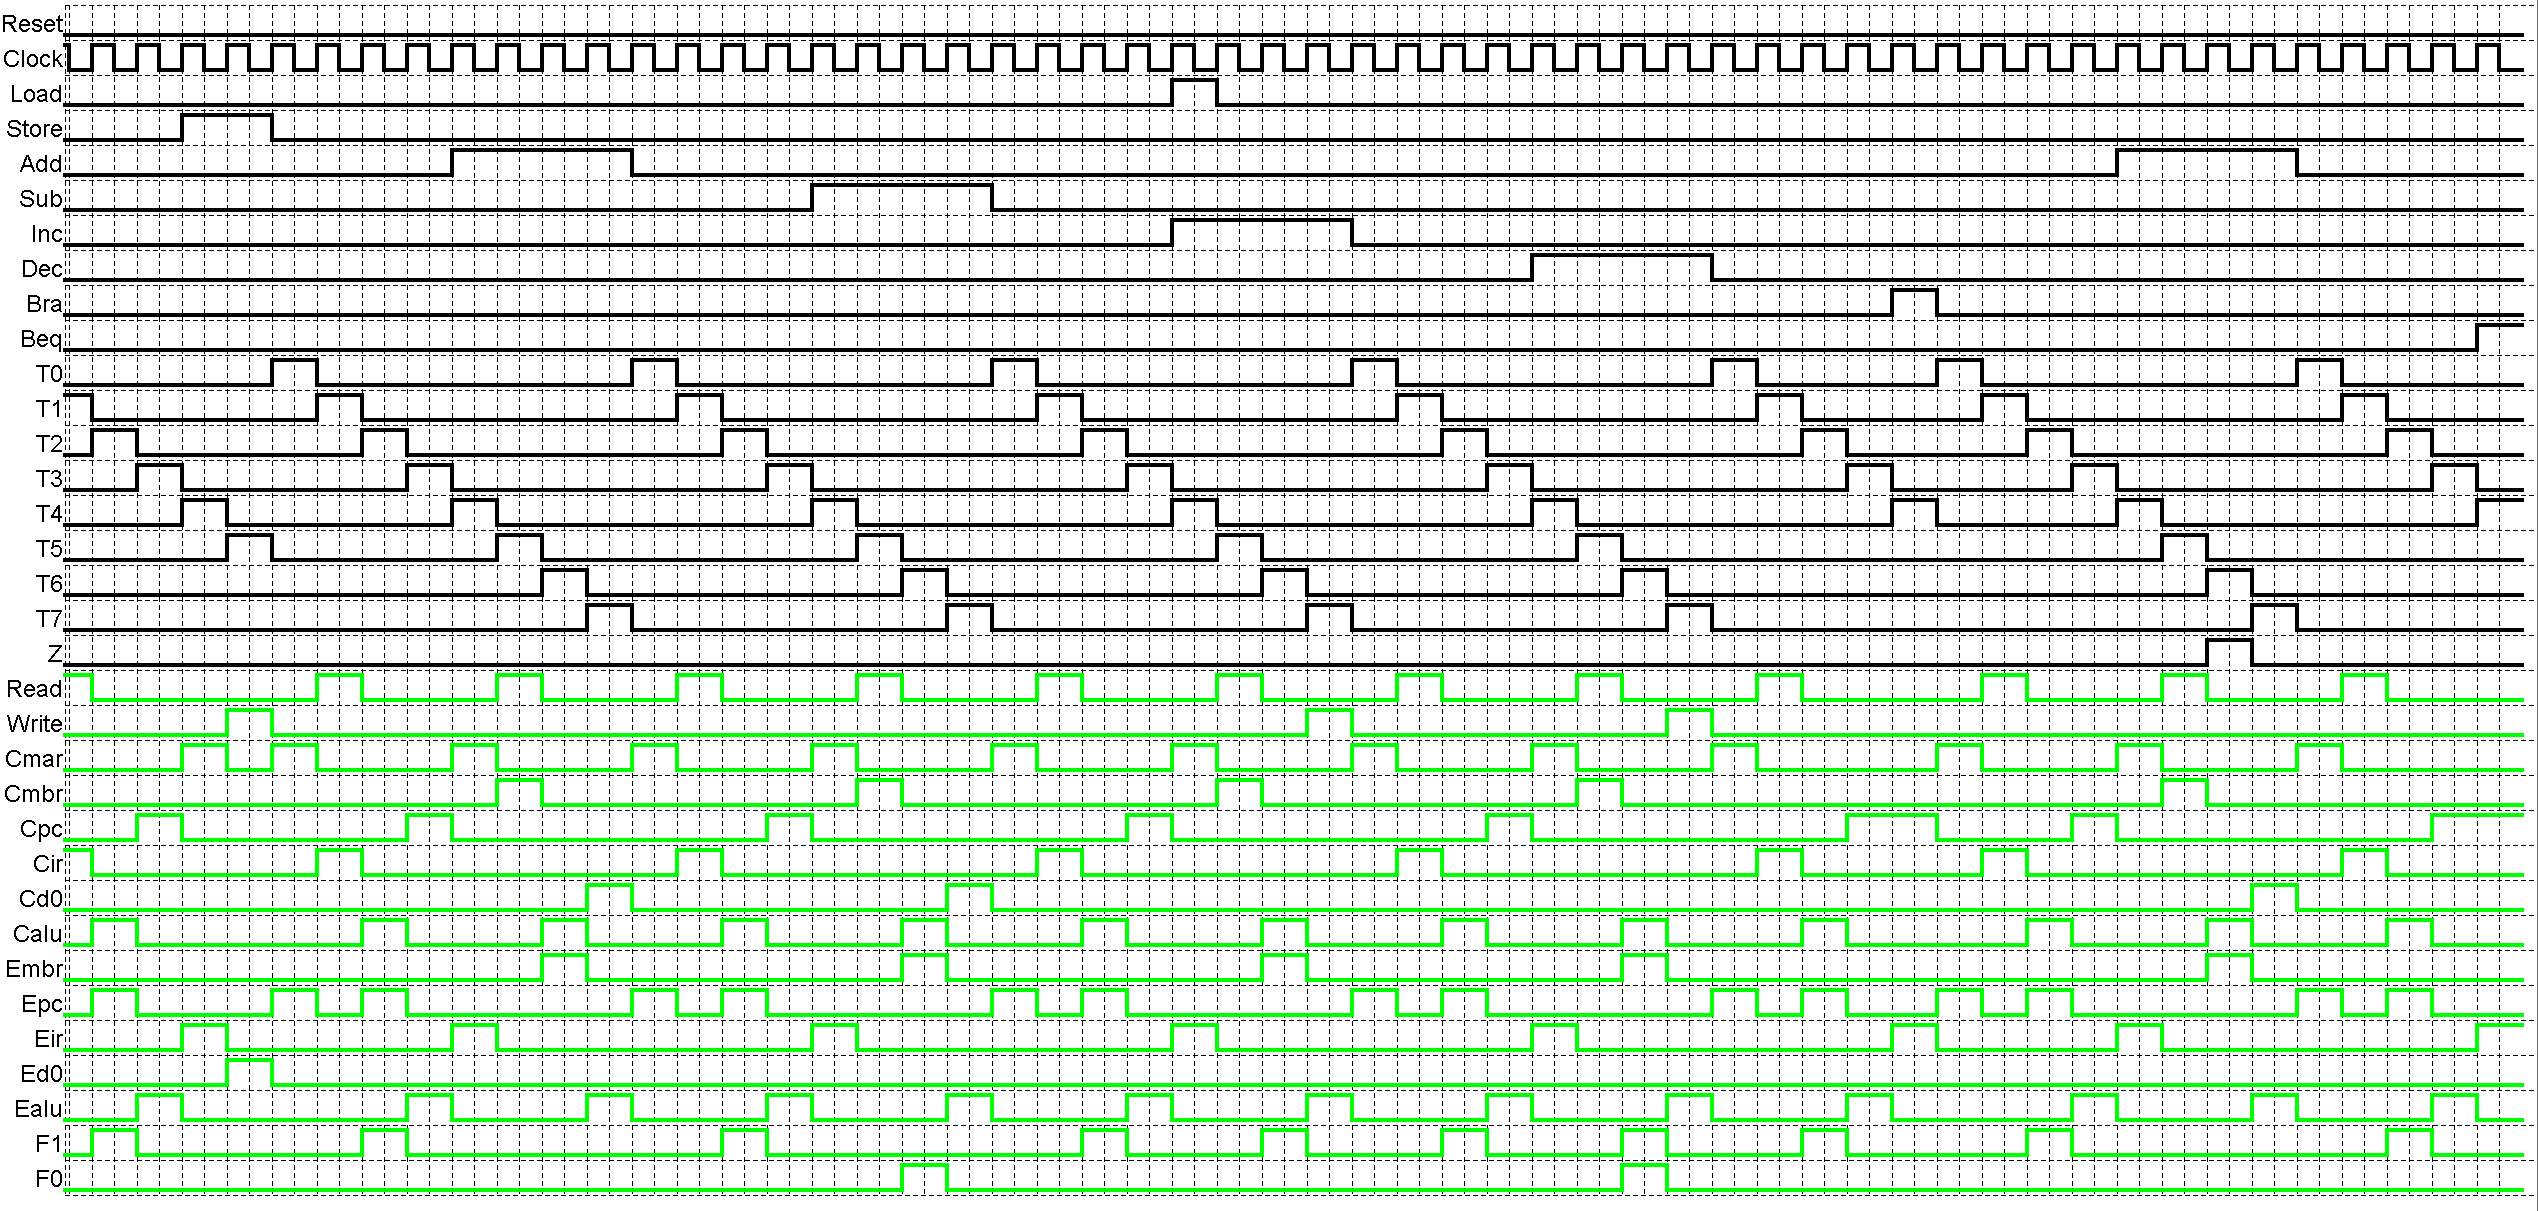 Reset
Clock
Load
Store
Add
Sub
Inc
Dec
Bra
Beq
T0
T1
T2
T3
T4
T5
T6
T7
Z
Read
Write
Cmar
Cmbr
Cpc
Cir
Cd0
Calu
Embr
Epc
Eir
Ed0
Ealu
F1
F0